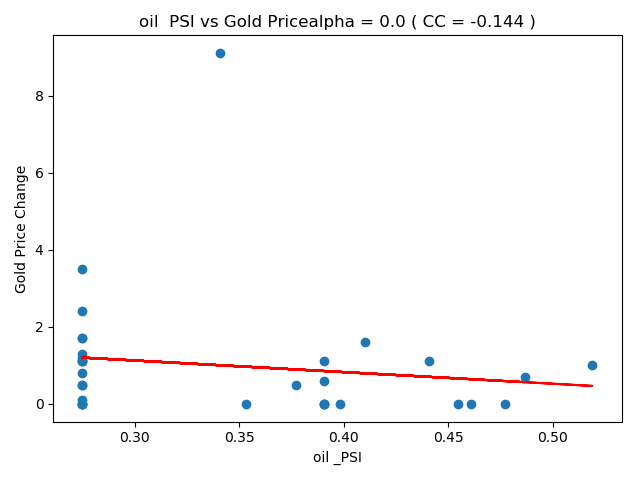 oil  PSI vs Gold Pricealpha = 0.0 ( CC = -0.144 )
Gold Price Change
8
6
4
2
0
0.30 0.35 0.40 0.45 0.50
oil _PSI